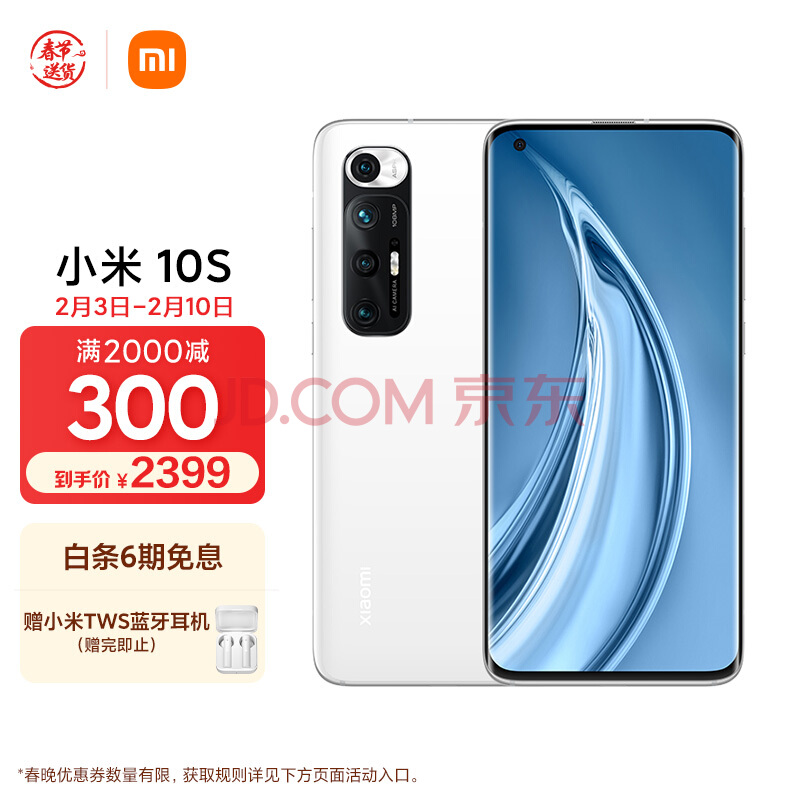 春节
送货
小米 10S
2月3日-2月10日
满2000减
300
到手价 ¥2399
白条6期免息
赠小米TWS蓝牙耳机
(赠完即止)
ASPH
108MP
AI CAMERA
xiaomi
JD.COM 京东
*春晚优惠券数量有限，获取规则详见下方页面活动入口。